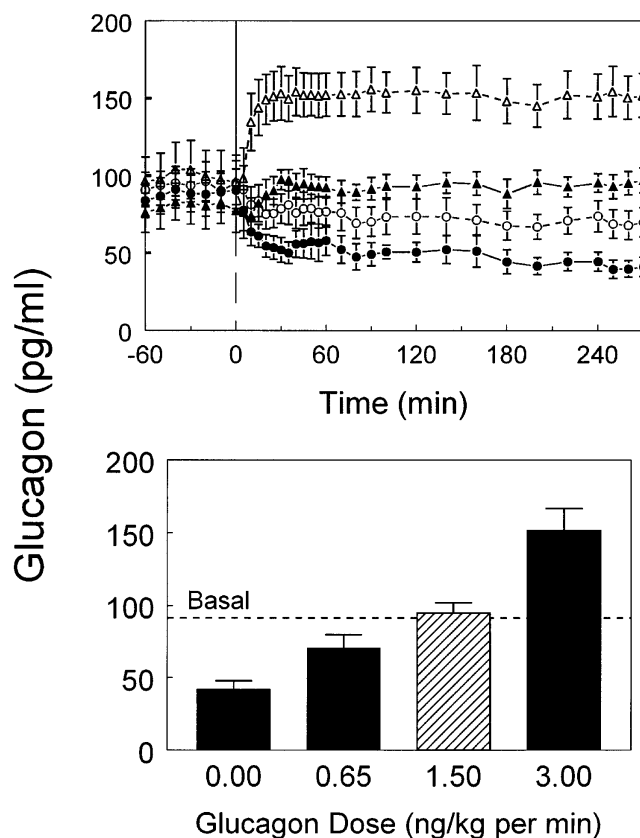 Glucagon (pg/ml)
200
150
100
50
0
-60 0 60 120 180 240
Time (min)
200
150
100
50
0
Basal
0.00 0.65 1.50 3.00
Glucagon Dose (ng/kg per min)